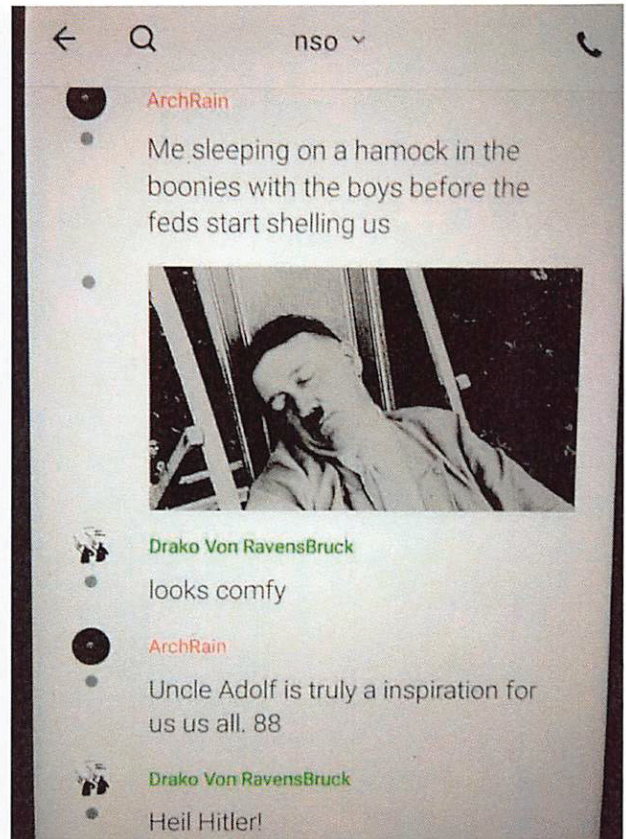 nso
ArchRain
Me sleeping on a hamock in the
boonies with the boys before the
feds start shelling us
Drako Von RavensBruck
looks comfy
ArchRain
Uncle Adolf is truly a inspiration for
us us all. 88
Drako Von RavensBruck
Heil Hitler!